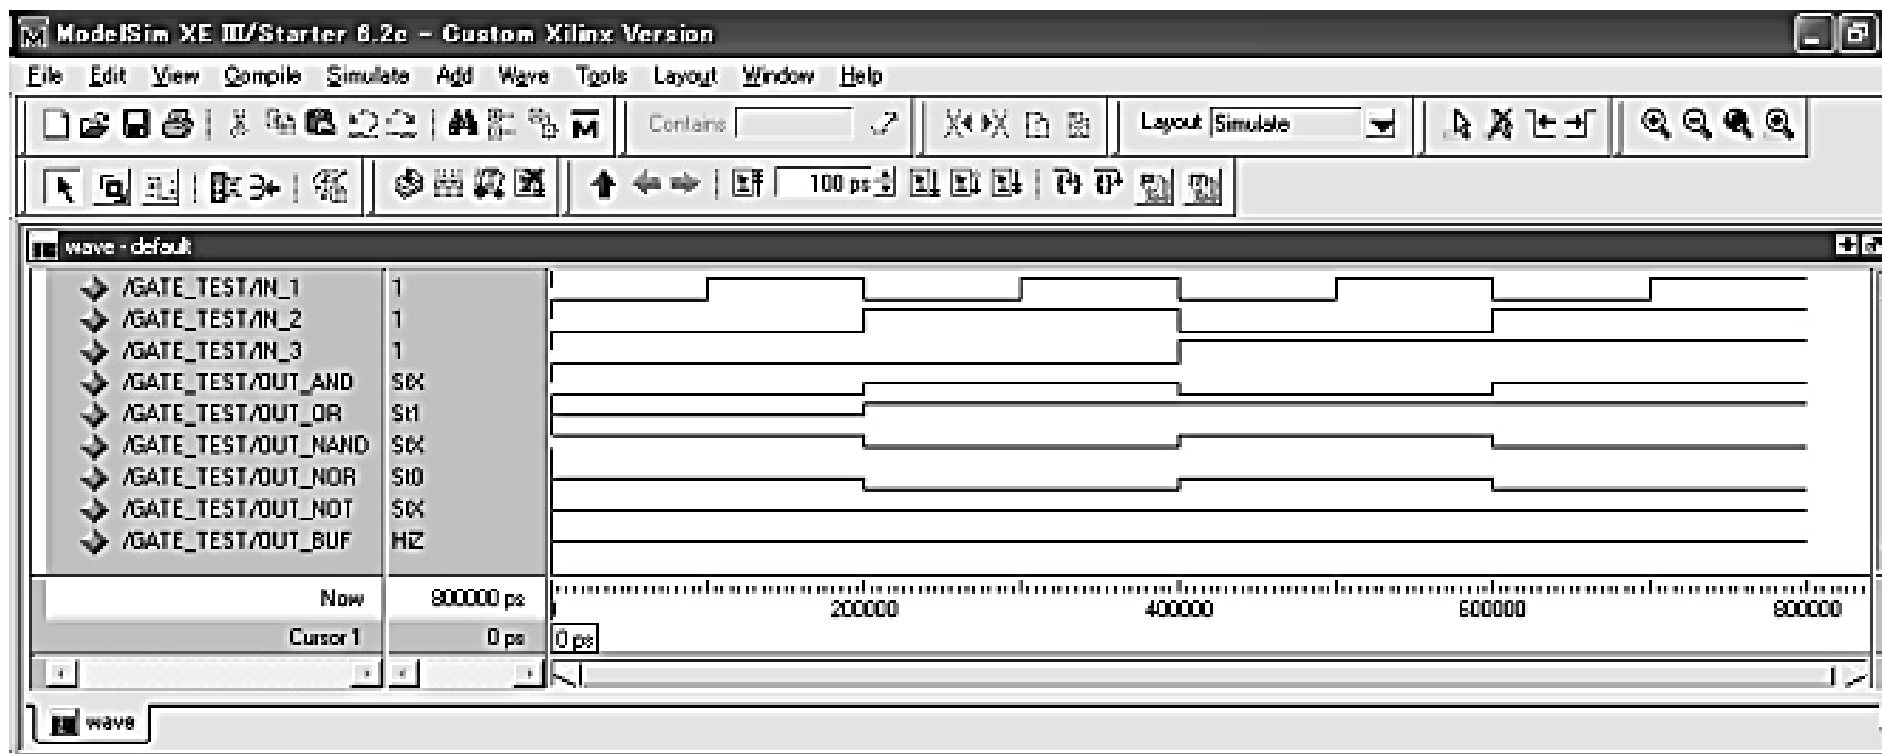 ModelSim XE III/Starter 6.2c - Custom Xilinx Version
File Edit View Compile Simulate Add Wave Tools Layout Window Help
Contains Layout Simulate
100 ps
wave - default
/GATE_TEST/IN_1 1
/GATE_TEST/IN_2 1
/GATE_TEST/IN_3 1
/GATE_TEST/OUT_AND StX
/GATE_TEST/OUT_OR St1
/GATE_TEST/OUT_NAND StX
/GATE_TEST/OUT_NOR St0
/GATE_TEST/OUT_NOT StX
/GATE_TEST/OUT_BUF HiZ
Now 800000 ps 200000 400000 600000 800000
Cursor 1 0 ps 0 ps
wave